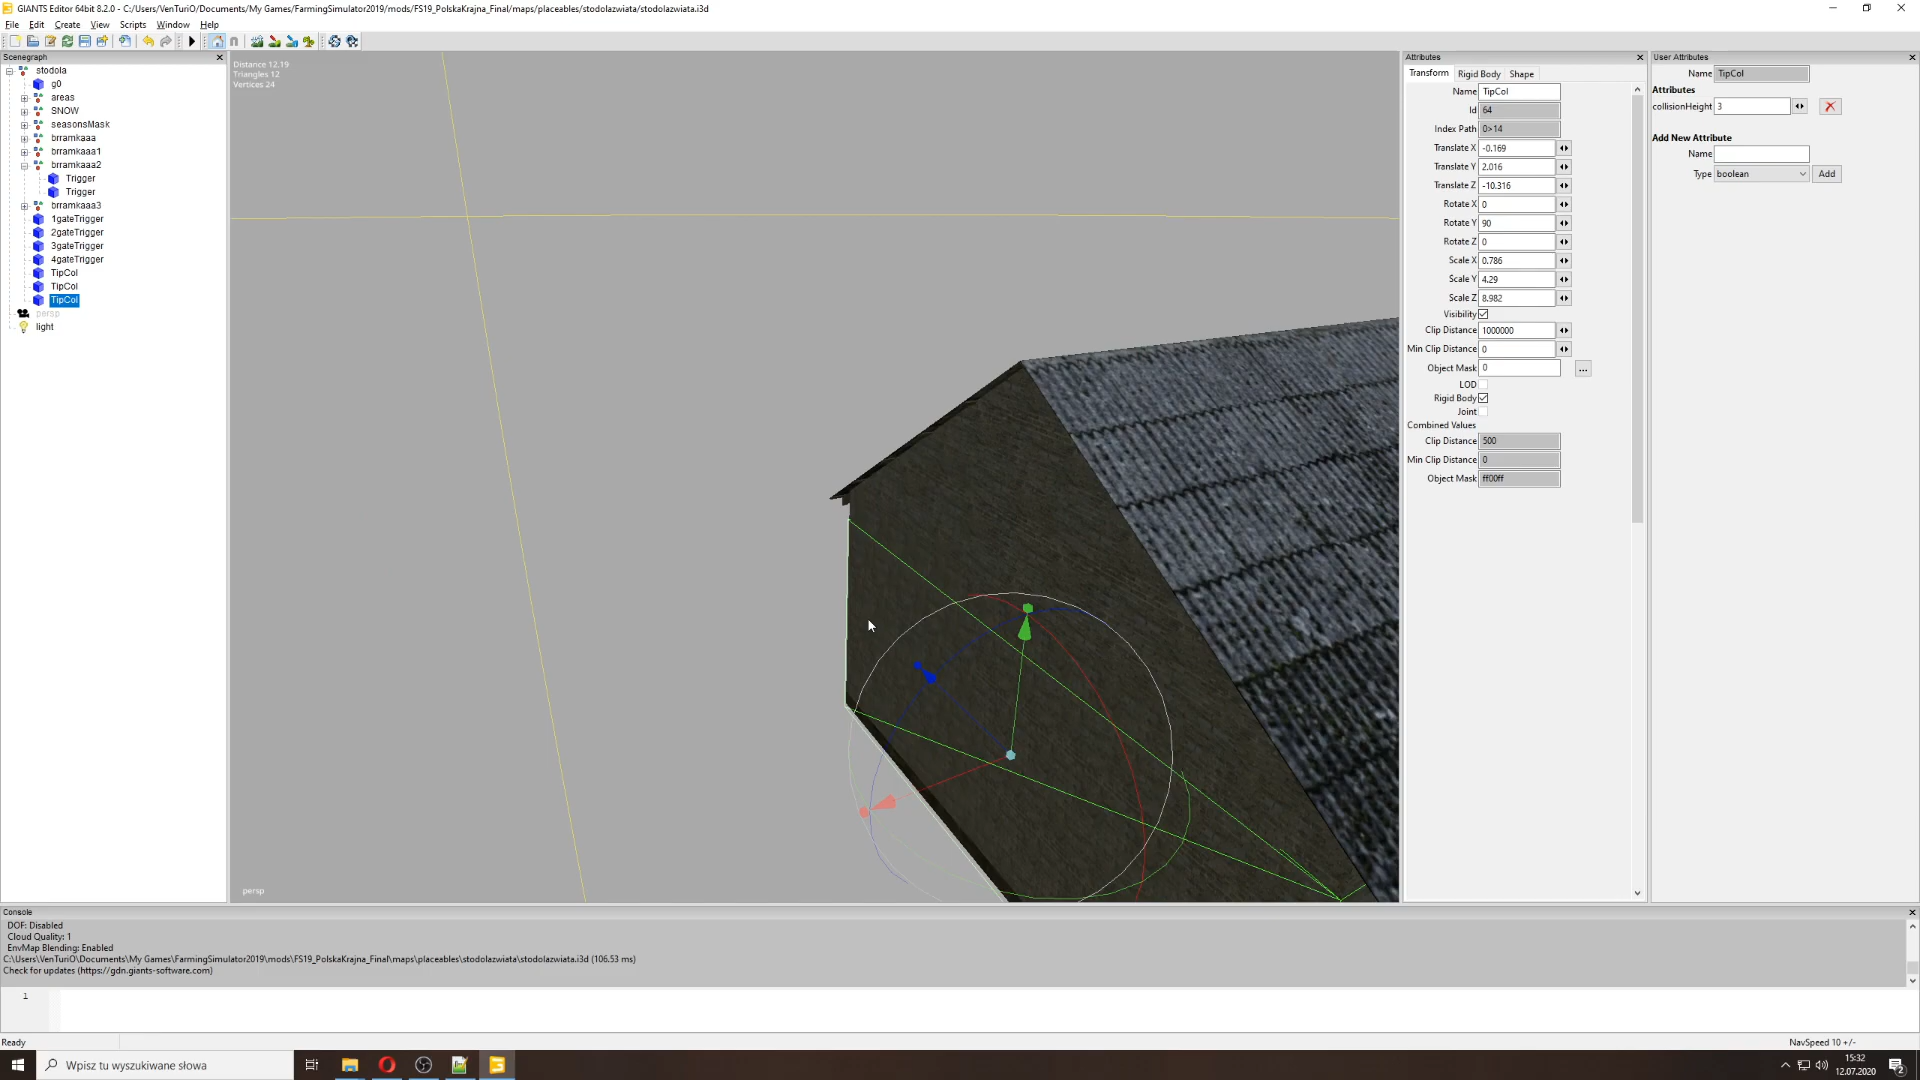 GIANTS Editor 64bit 8.2.0 - C:/Users/VenTuriO/Documents/My Games/FarmingSimulator2019/mods/FS19_PolskaKrajna_Final/maps/placeables/stodolazwiata/stodolazwiata.i3d
File Edit Create View Scripts Window Help
Scenegraph
stodola
g0
areas
SNOW
seasonsMask
brramkaaa
brramkaaa1
brramkaaa2
Trigger
Trigger
brramkaaa3
1gateTrigger
2gateTrigger
3gateTrigger
4gateTrigger
TipCol
TipCol
TipCol
persp
light
Distance 12.19
Triangles 12
Vertices 24
persp
Attributes
Transform Rigid Body Shape
Name TipCol
Id 64
Index Path 0>14
Translate X -0.169
Translate Y 2.016
Translate Z -10.316
Rotate X 0
Rotate Y 90
Rotate Z 0
Scale X 0.786
Scale Y 4.29
Scale Z 8.982
Visibility
Clip Distance 1000000
Min Clip Distance 0
Object Mask 0 ...
LOD
Rigid Body
Joint
Combined Values
Clip Distance 500
Min Clip Distance 0
Object Mask ff00ff
User Attributes
Name TipCol
Attributes
collisionHeight 3
Add New Attribute
Name
Type boolean Add
Console
DOF: Disabled
Cloud Quality: 1
EnvMap Blending: Enabled
C:\Users\VenTuriO\Documents\My Games\FarmingSimulator2019\mods\FS19_PolskaKrajna_Final\maps\placeables\stodolazwiata\stodolazwiata.i3d (106.53 ms)
Check for updates (https://gdn.giants-software.com)
1
Ready
NavSpeed 10 +/-
Wpisz tu wyszukiwane słowa
15:32
12.07.2020
2